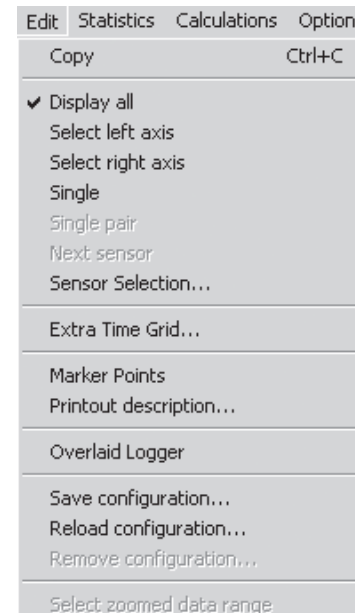 Edit Statistics Calculations Option
Copy Ctrl+C
Display all
Select left axis
Select right axis
Single
Single pair
Next sensor
Sensor Selection...
Extra Time Grid...
Marker Points
Printout description...
Overlaid Logger
Save configuration...
Reload configuration...
Remove configuration...
Select zoomed data range